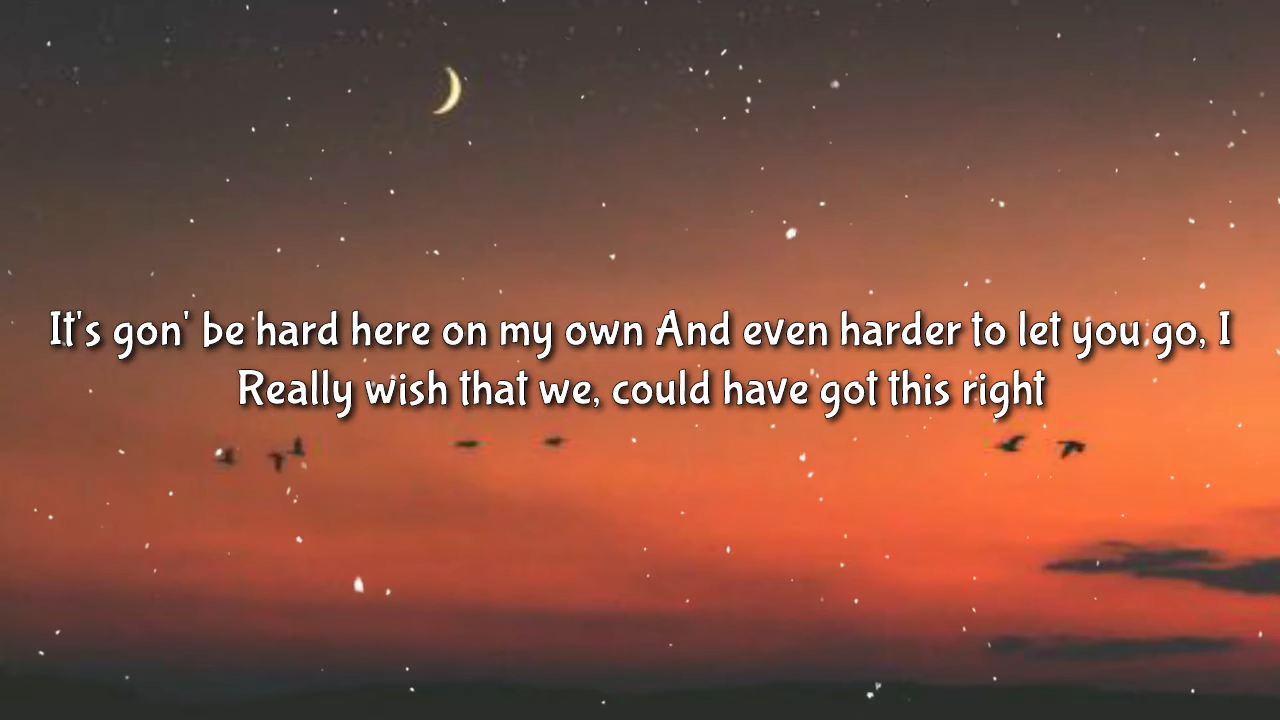 It's gon' be hard here on my own And even harder to let you go, I
Really wish that we, could have got this right